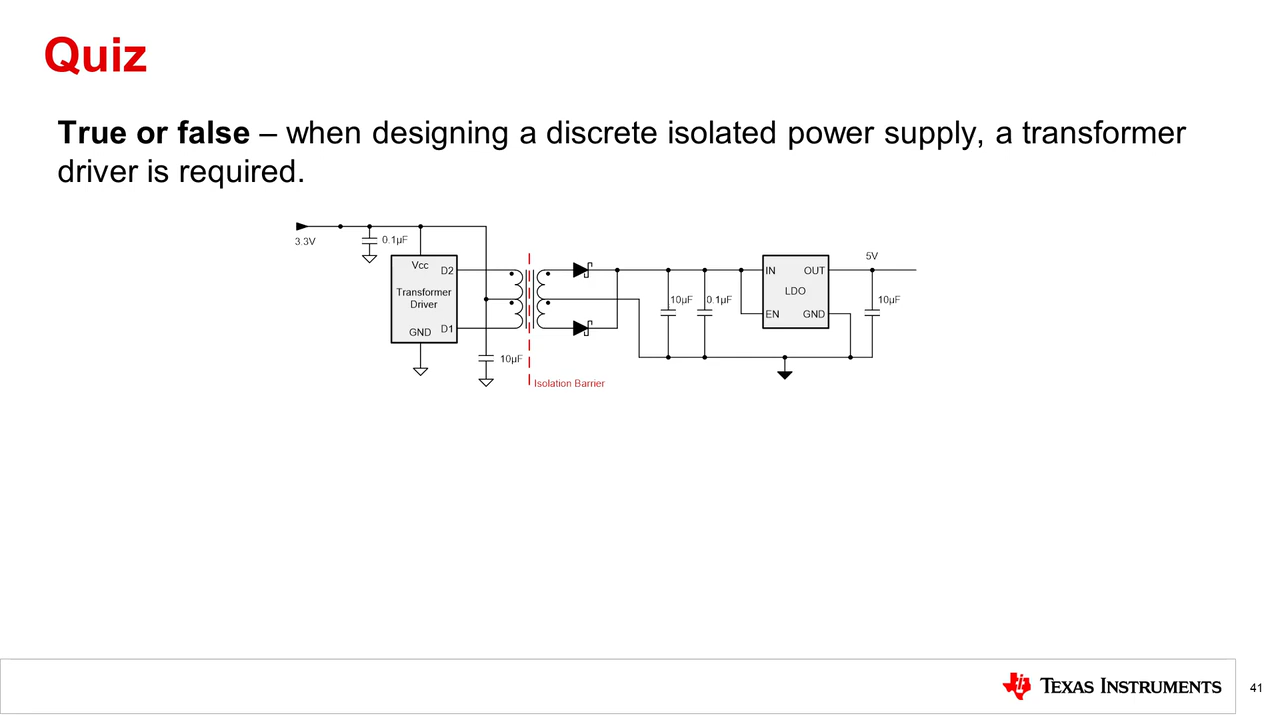 Quiz
True or false – when designing a discrete isolated power supply, a transformer
driver is required.
3.3V
0.1µF
Vcc
D2
Transformer
Driver
GND
D1
10µF
Isolation Barrier
10µF
0.1µF
IN
OUT
LDO
EN
GND
5V
10µF
TEXAS INSTRUMENTS
41